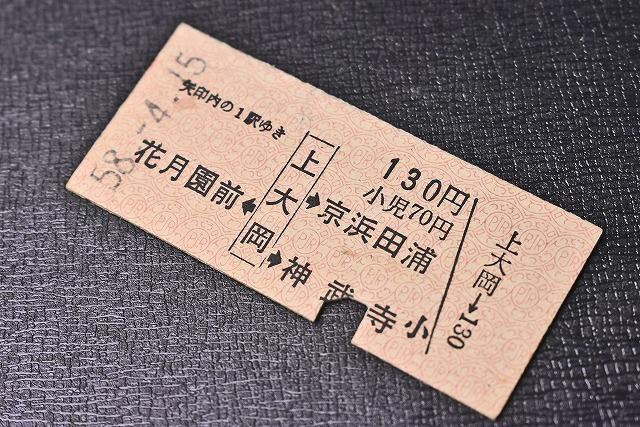 58.-4.15
矢印内の1駅ゆき
花月園前
上大岡
130円
小児70円
京浜田浦
神武寺
小
上大岡→130